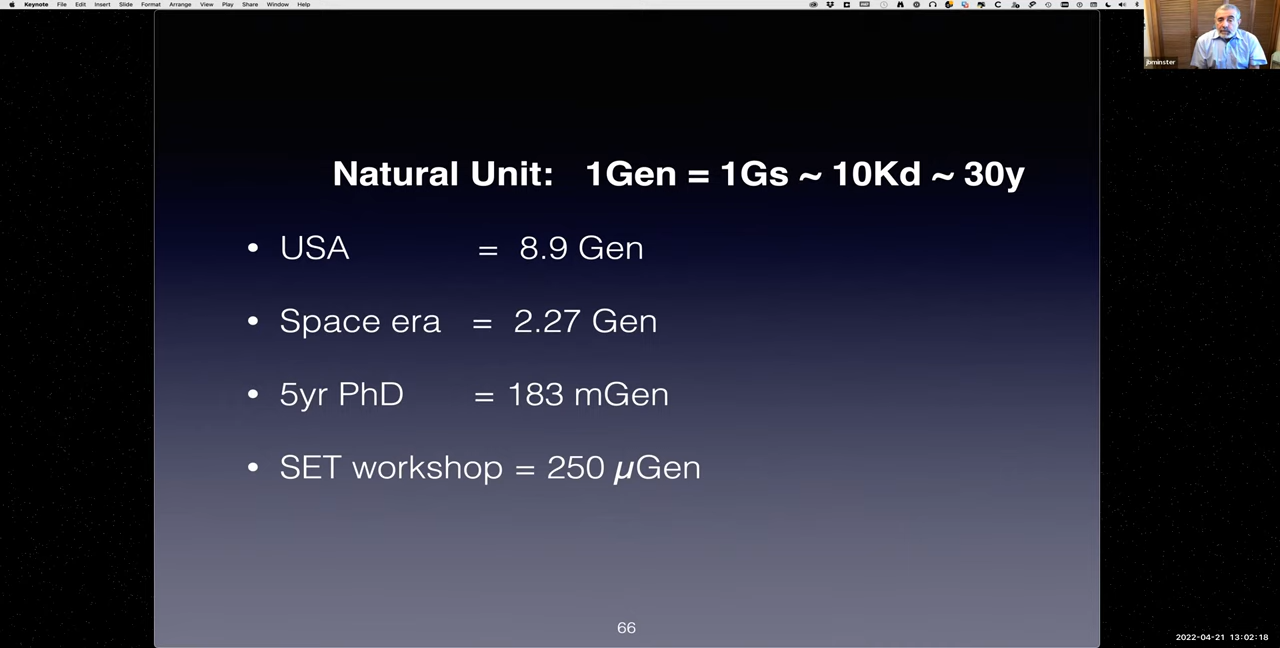 Keynote File Edit Insert Slide Format Arrange View Play Share Window Help
jbminster
Natural Unit: 1Gen = 1Gs ~ 10Kd ~ 30y
• USA = 8.9 Gen
• Space era = 2.27 Gen
• 5yr PhD = 183 mGen
• SET workshop = 250 µGen
66
2022-04-21 13:02:18